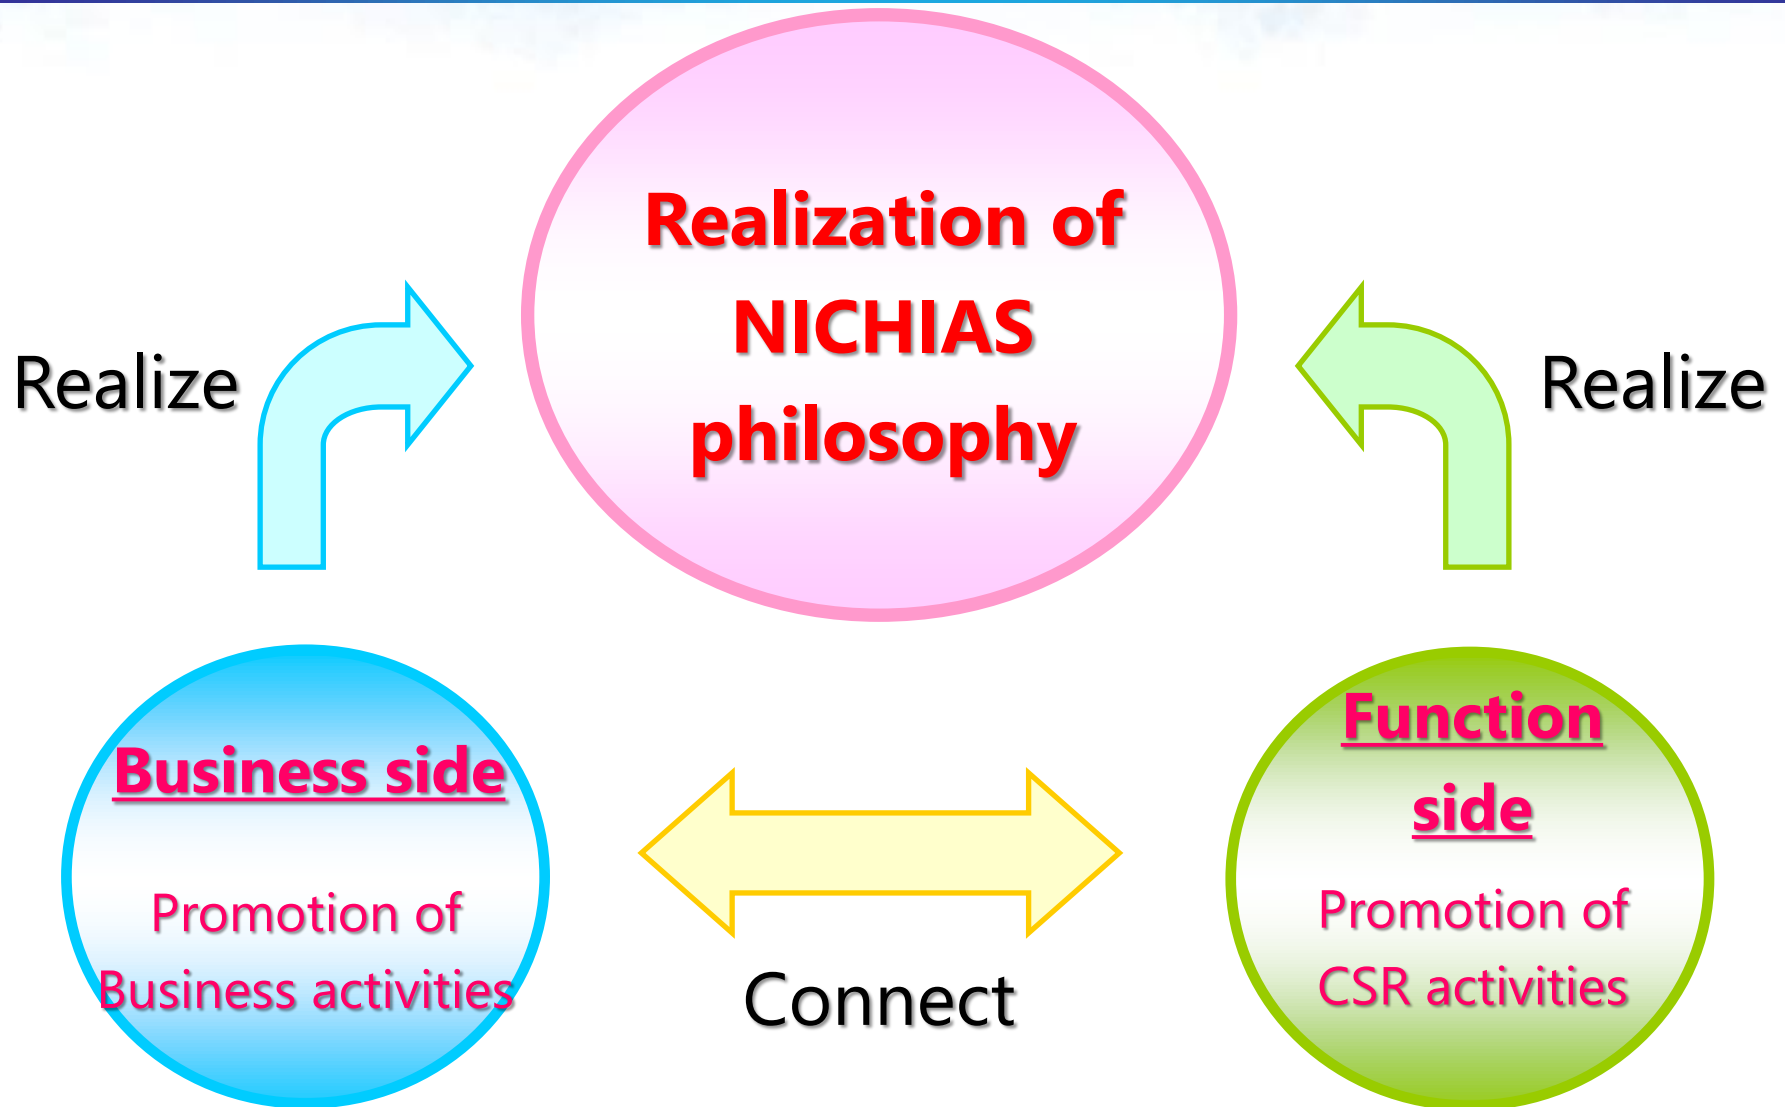 Realization of
NICHIAS
philosophy
Realize
Realize
Business side
Promotion of
Business activities
Connect
Function
side
Promotion of
CSR activities